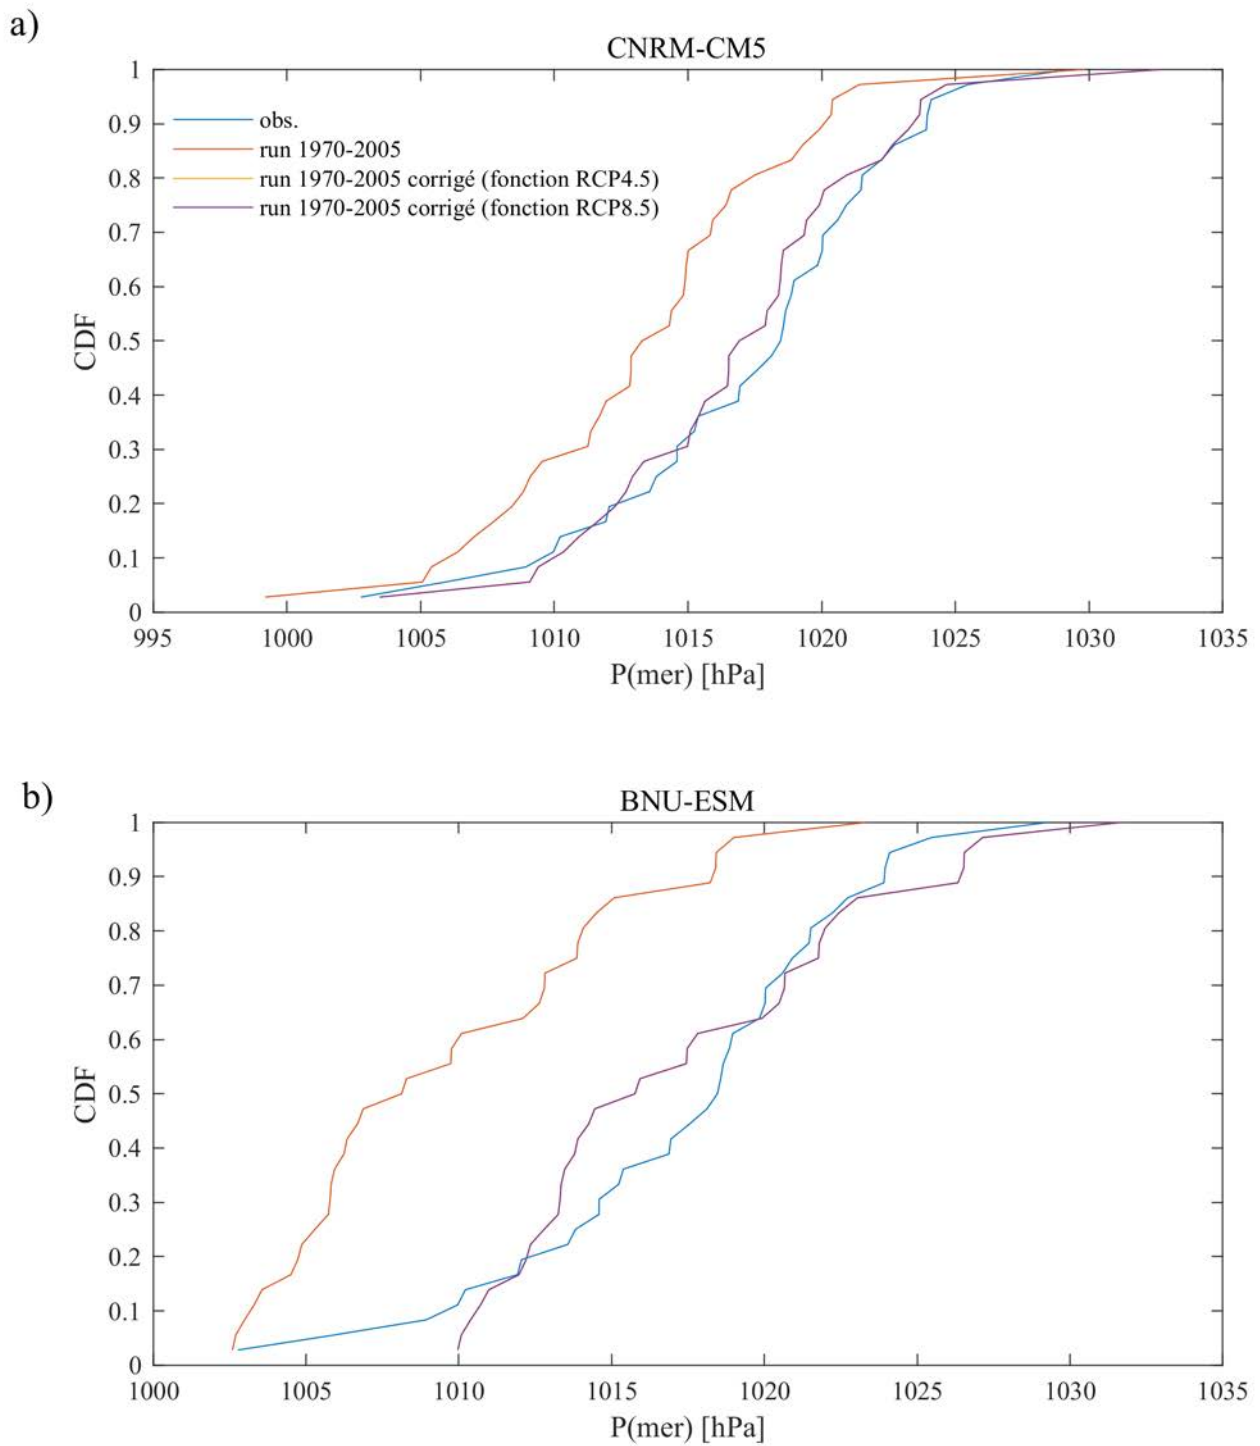 a)
CNRM-CM5
1
0.9
0.8
0.7
0.6
0.5
0.4
0.3
0.2
0.1
0
CDF
obs.
run 1970-2005
run 1970-2005 corrigé (fonction RCP4.5)
run 1970-2005 corrigé (fonction RCP8.5)
995 1000 1005 1010 1015 1020 1025 1030 1035
P(mer) [hPa]
b)
BNU-ESM
1
0.9
0.8
0.7
0.6
0.5
0.4
0.3
0.2
0.1
0
CDF
1000 1005 1010 1015 1020 1025 1030 1035
P(mer) [hPa]